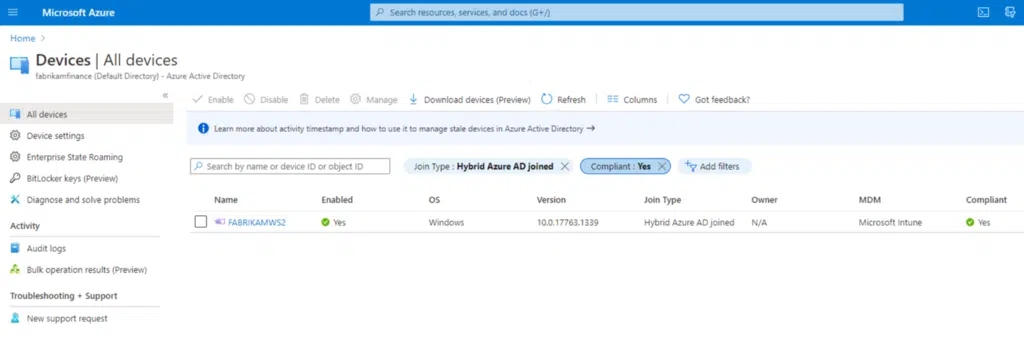 Microsoft Azure
Search resources, services, and docs (G+/)
Home >
Devices | All devices
fabrikamfinance (Default Directory) – Azure Active Directory
«
Enable Disable Delete Manage Download devices (Preview) Refresh Columns Got feedback?
Learn more about activity timestamp and how to use it to manage stale devices in Azure Active Directory →
Search by name or device ID or object ID
Join Type : Hybrid Azure AD joined
Compliant : Yes
Add filters
All devices
Device settings
Enterprise State Roaming
BitLocker keys (Preview)
Diagnose and solve problems
Activity
Audit logs
Bulk operation results (Preview)
Troubleshooting + Support
New support request
Name Enabled OS Version Join Type Owner MDM Compliant
FABRIKAMWS2 Yes Windows 10.0.17763.1339 Hybrid Azure AD joined N/A Microsoft Intune Yes